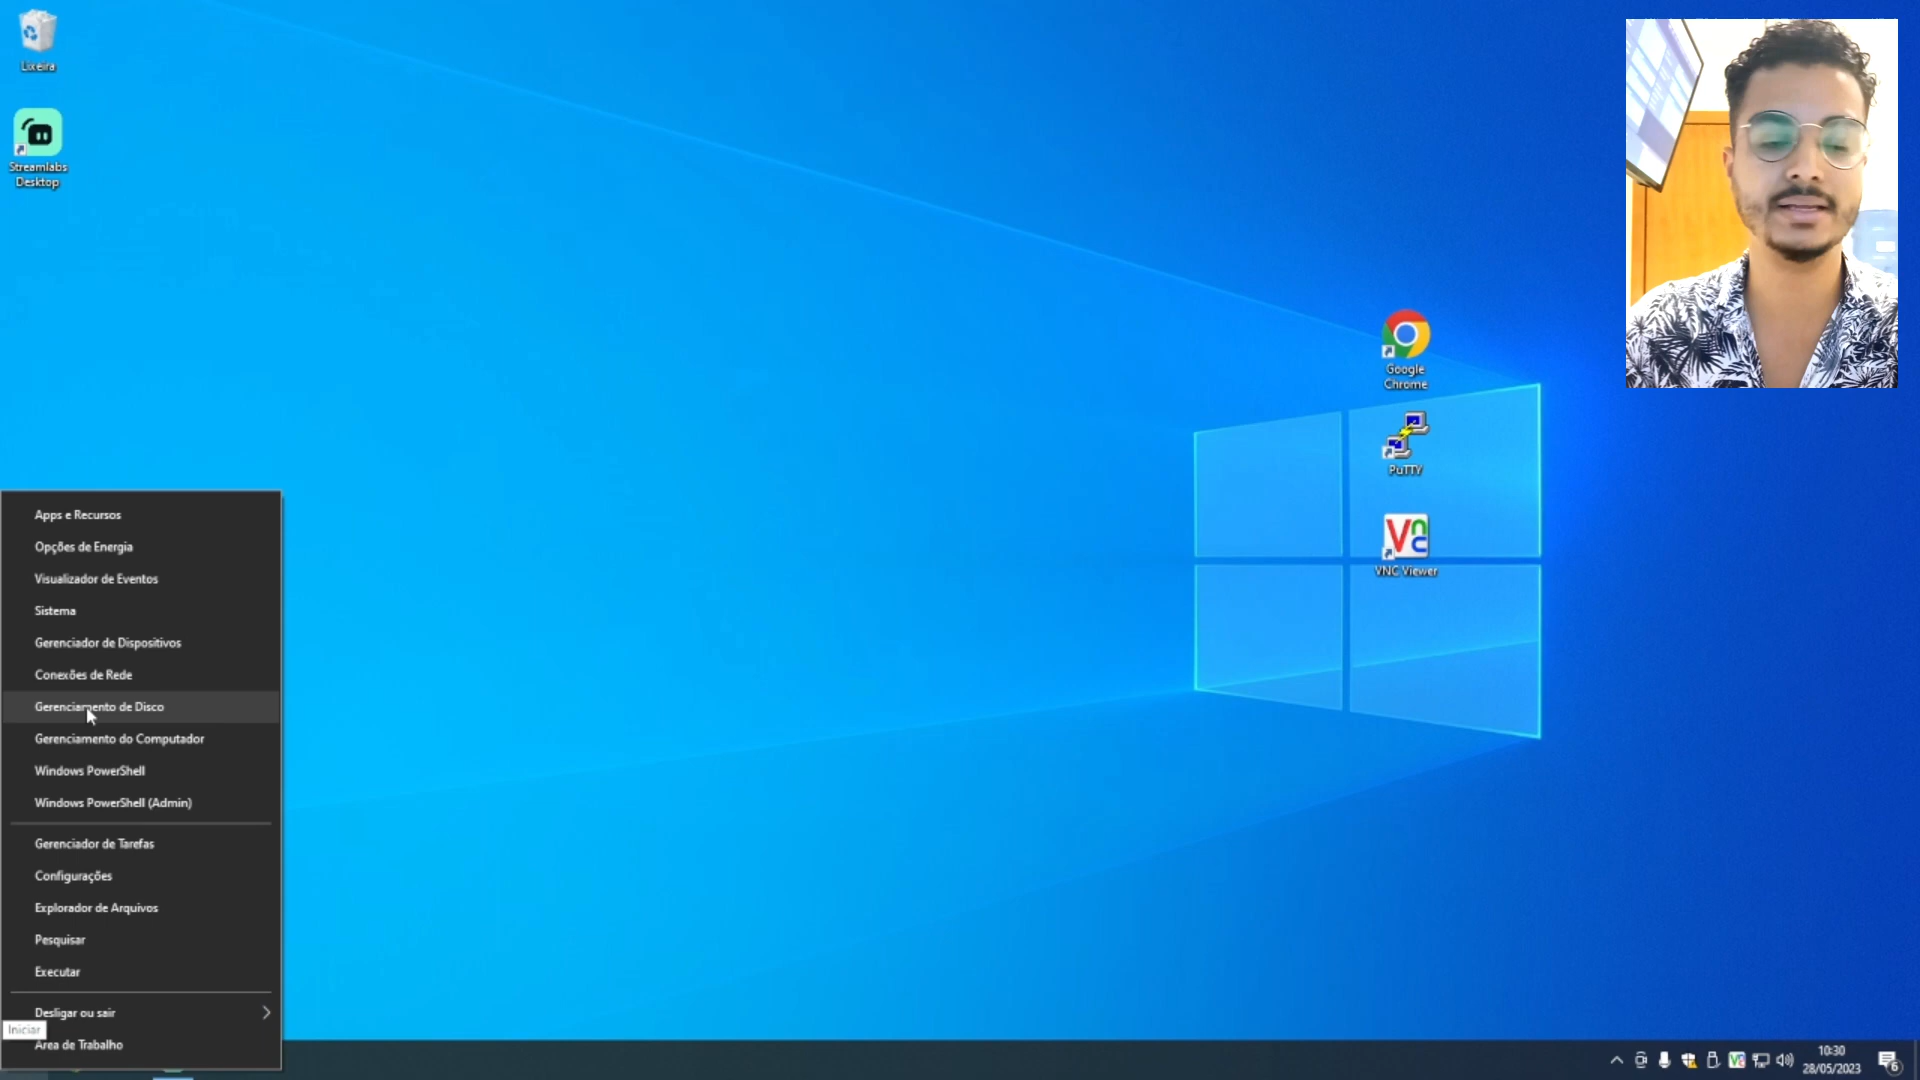 Lixeira
Streamlabs
Desktop
Google
Chrome
PuTTY
VNC Viewer
Apps e Recursos
Opções de Energia
Visualizador de Eventos
Sistema
Gerenciador de Dispositivos
Conexões de Rede
Gerenciamento de Disco
Gerenciamento do Computador
Windows PowerShell
Windows PowerShell (Admin)
Gerenciador de Tarefas
Configurações
Explorador de Arquivos
Pesquisar
Executar
Desligar ou sair
Iniciar
Área de Trabalho
10:30
28/05/2023
6